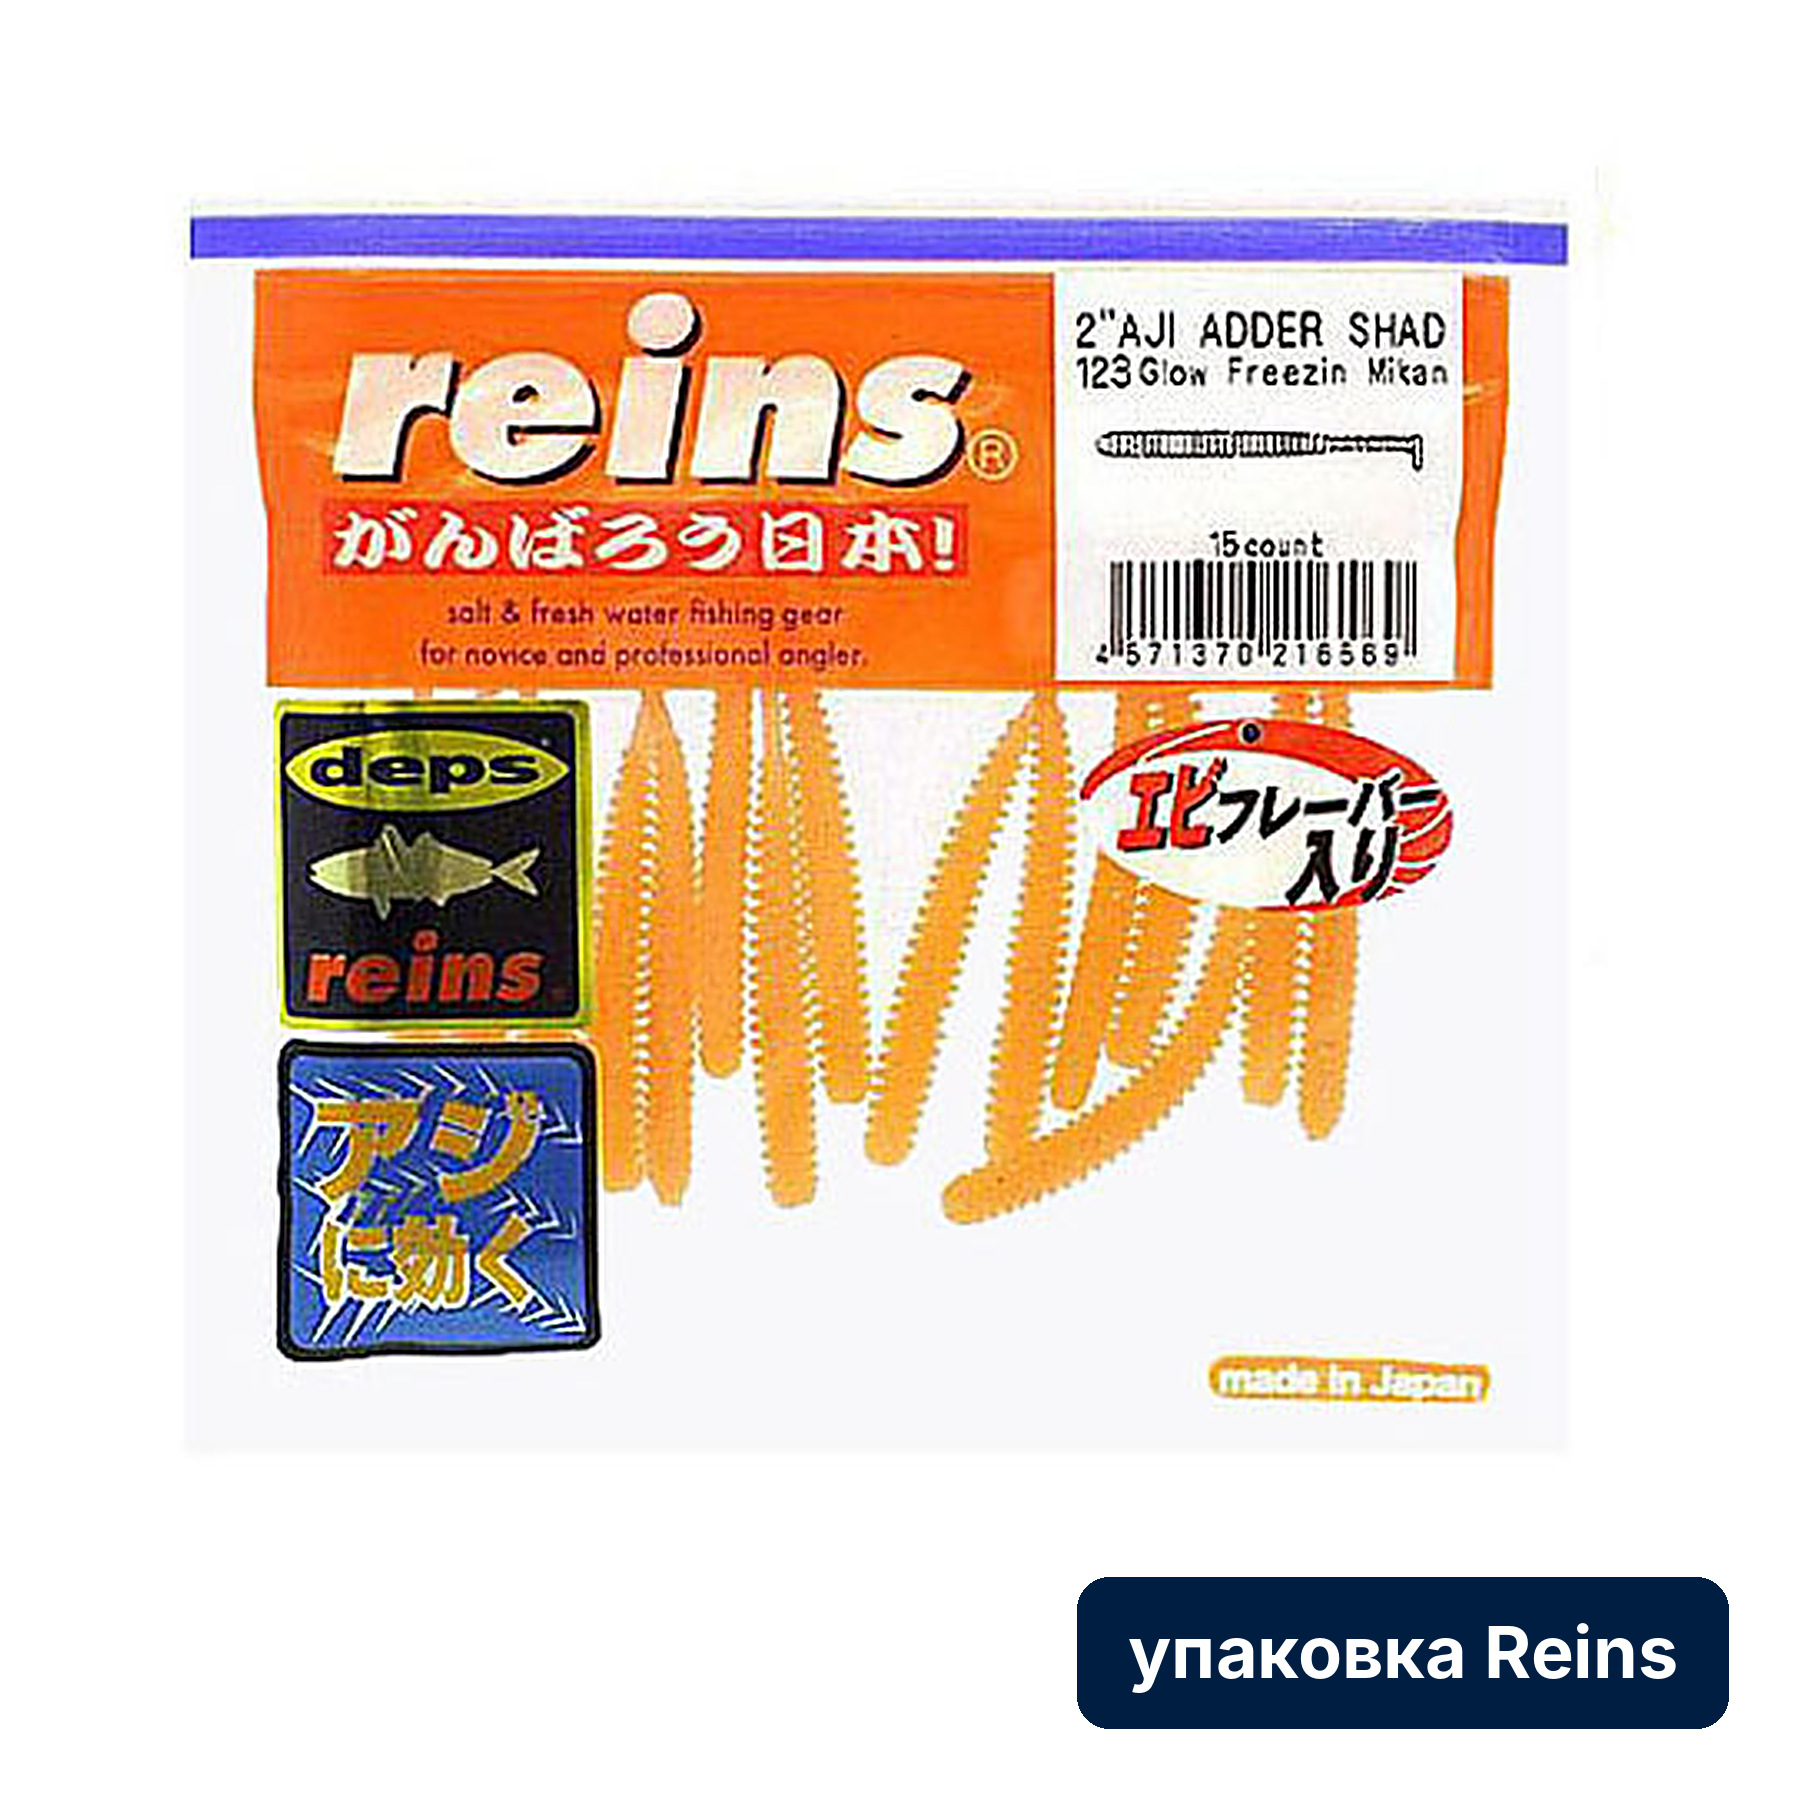 reins®
がんばろう日本!
salt & fresh water fishing gear
for novice and professional angler.
2"AJI ADDER SHAD
123 Glow Freezin Mikan
15 count
4 571370 216569
deps
reins
エビフレーバー
入り
アジ
に効く
made in Japan
упаковка Reins